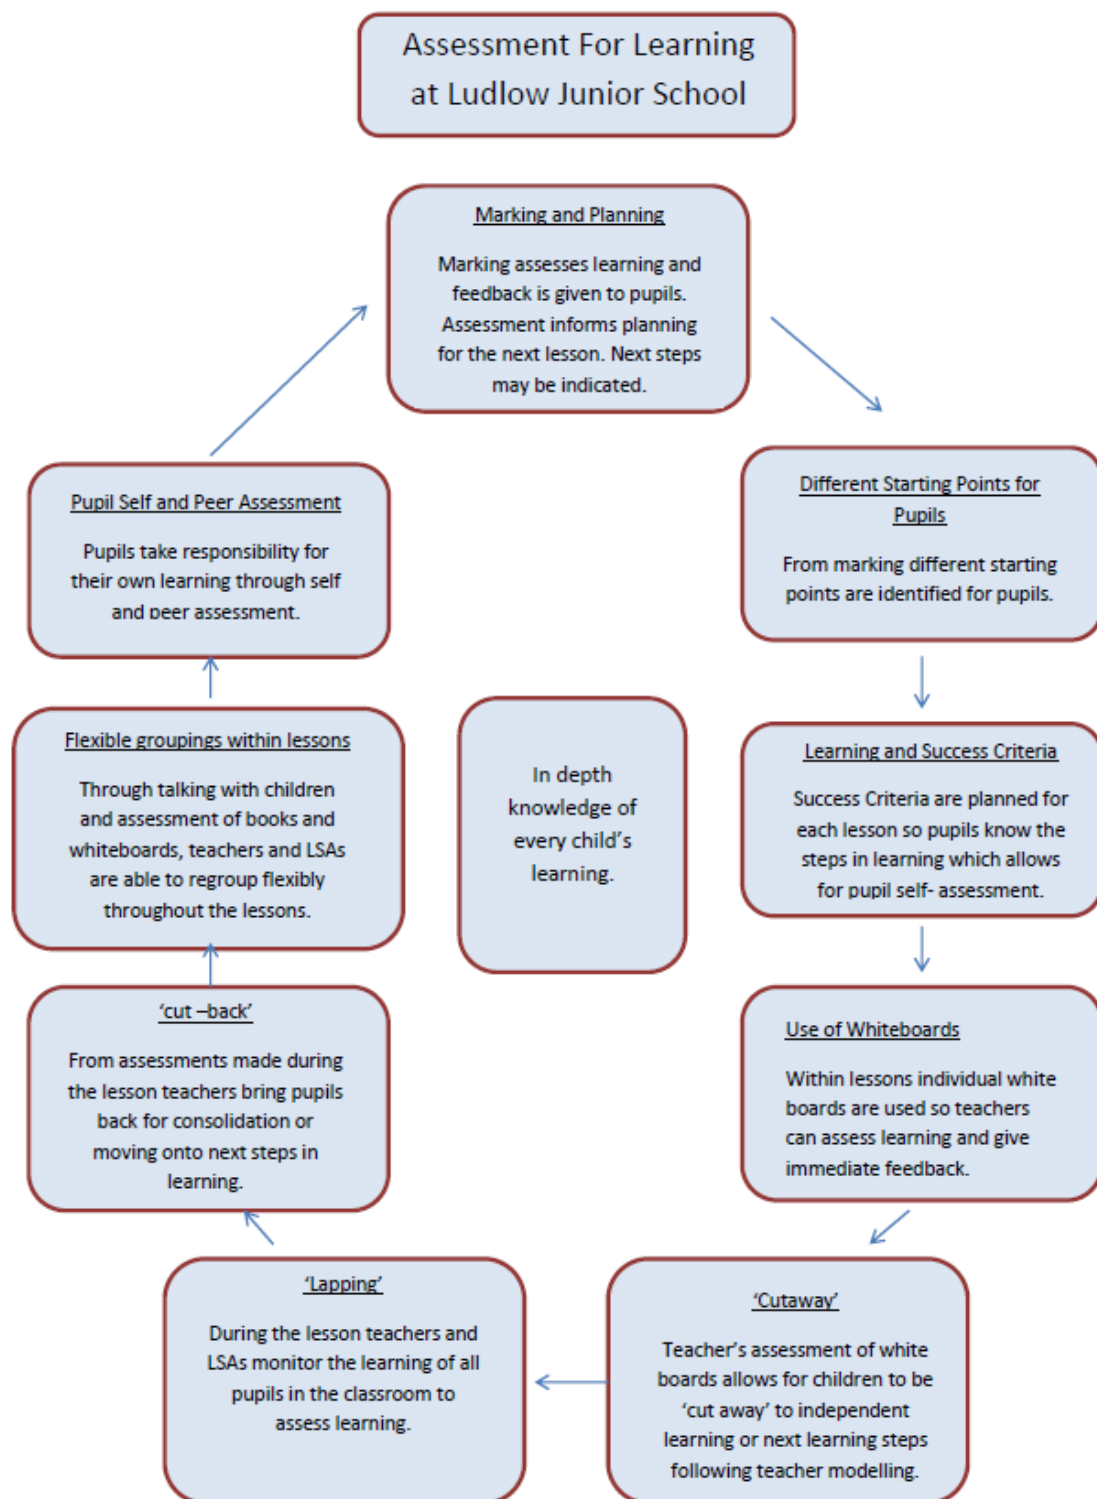 Assessment For Learning
at Ludlow Junior School
Marking and Planning
Marking assesses learning and
feedback is given to pupils.
Assessment informs planning
for the next lesson. Next steps
may be indicated.
Different Starting Points for
Pupils
From marking different starting
points are identified for pupils.
Learning and Success Criteria
Success Criteria are planned for
each lesson so pupils know the
steps in learning which allows
for pupil self- assessment.
Use of Whiteboards
Within lessons individual white
boards are used so teachers
can assess learning and give
immediate feedback.
‘Cutaway’
Teacher’s assessment of white
boards allows for children to be
‘cut away’ to independent
learning or next learning steps
following teacher modelling.
‘Lapping’
During the lesson teachers and
LSAs monitor the learning of all
pupils in the classroom to
assess learning.
‘cut –back’
From assessments made during
the lesson teachers bring pupils
back for consolidation or
moving onto next steps in
learning.
Flexible groupings within lessons
Through talking with children
and assessment of books and
whiteboards, teachers and LSAs
are able to regroup flexibly
throughout the lessons.
Pupil Self and Peer Assessment
Pupils take responsibility for
their own learning through self
and peer assessment.
In depth
knowledge of
every child’s
learning.